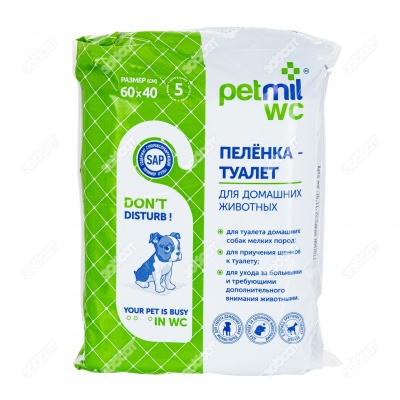 РАЗМЕР (СМ)
60х40
5
petmil
WC
SAP
ПЕЛЁНКА -
ТУАЛЕТ
ДЛЯ ДОМАШНИХ
ЖИВОТНЫХ
DON'T
DISTURB !
для туалета домашних
собак мелких пород;
для приучения щенков
к туалету;
для ухода за больными
и требующими
дополнительного
внимания животными.
YOUR PET IS BUSY
IN WC